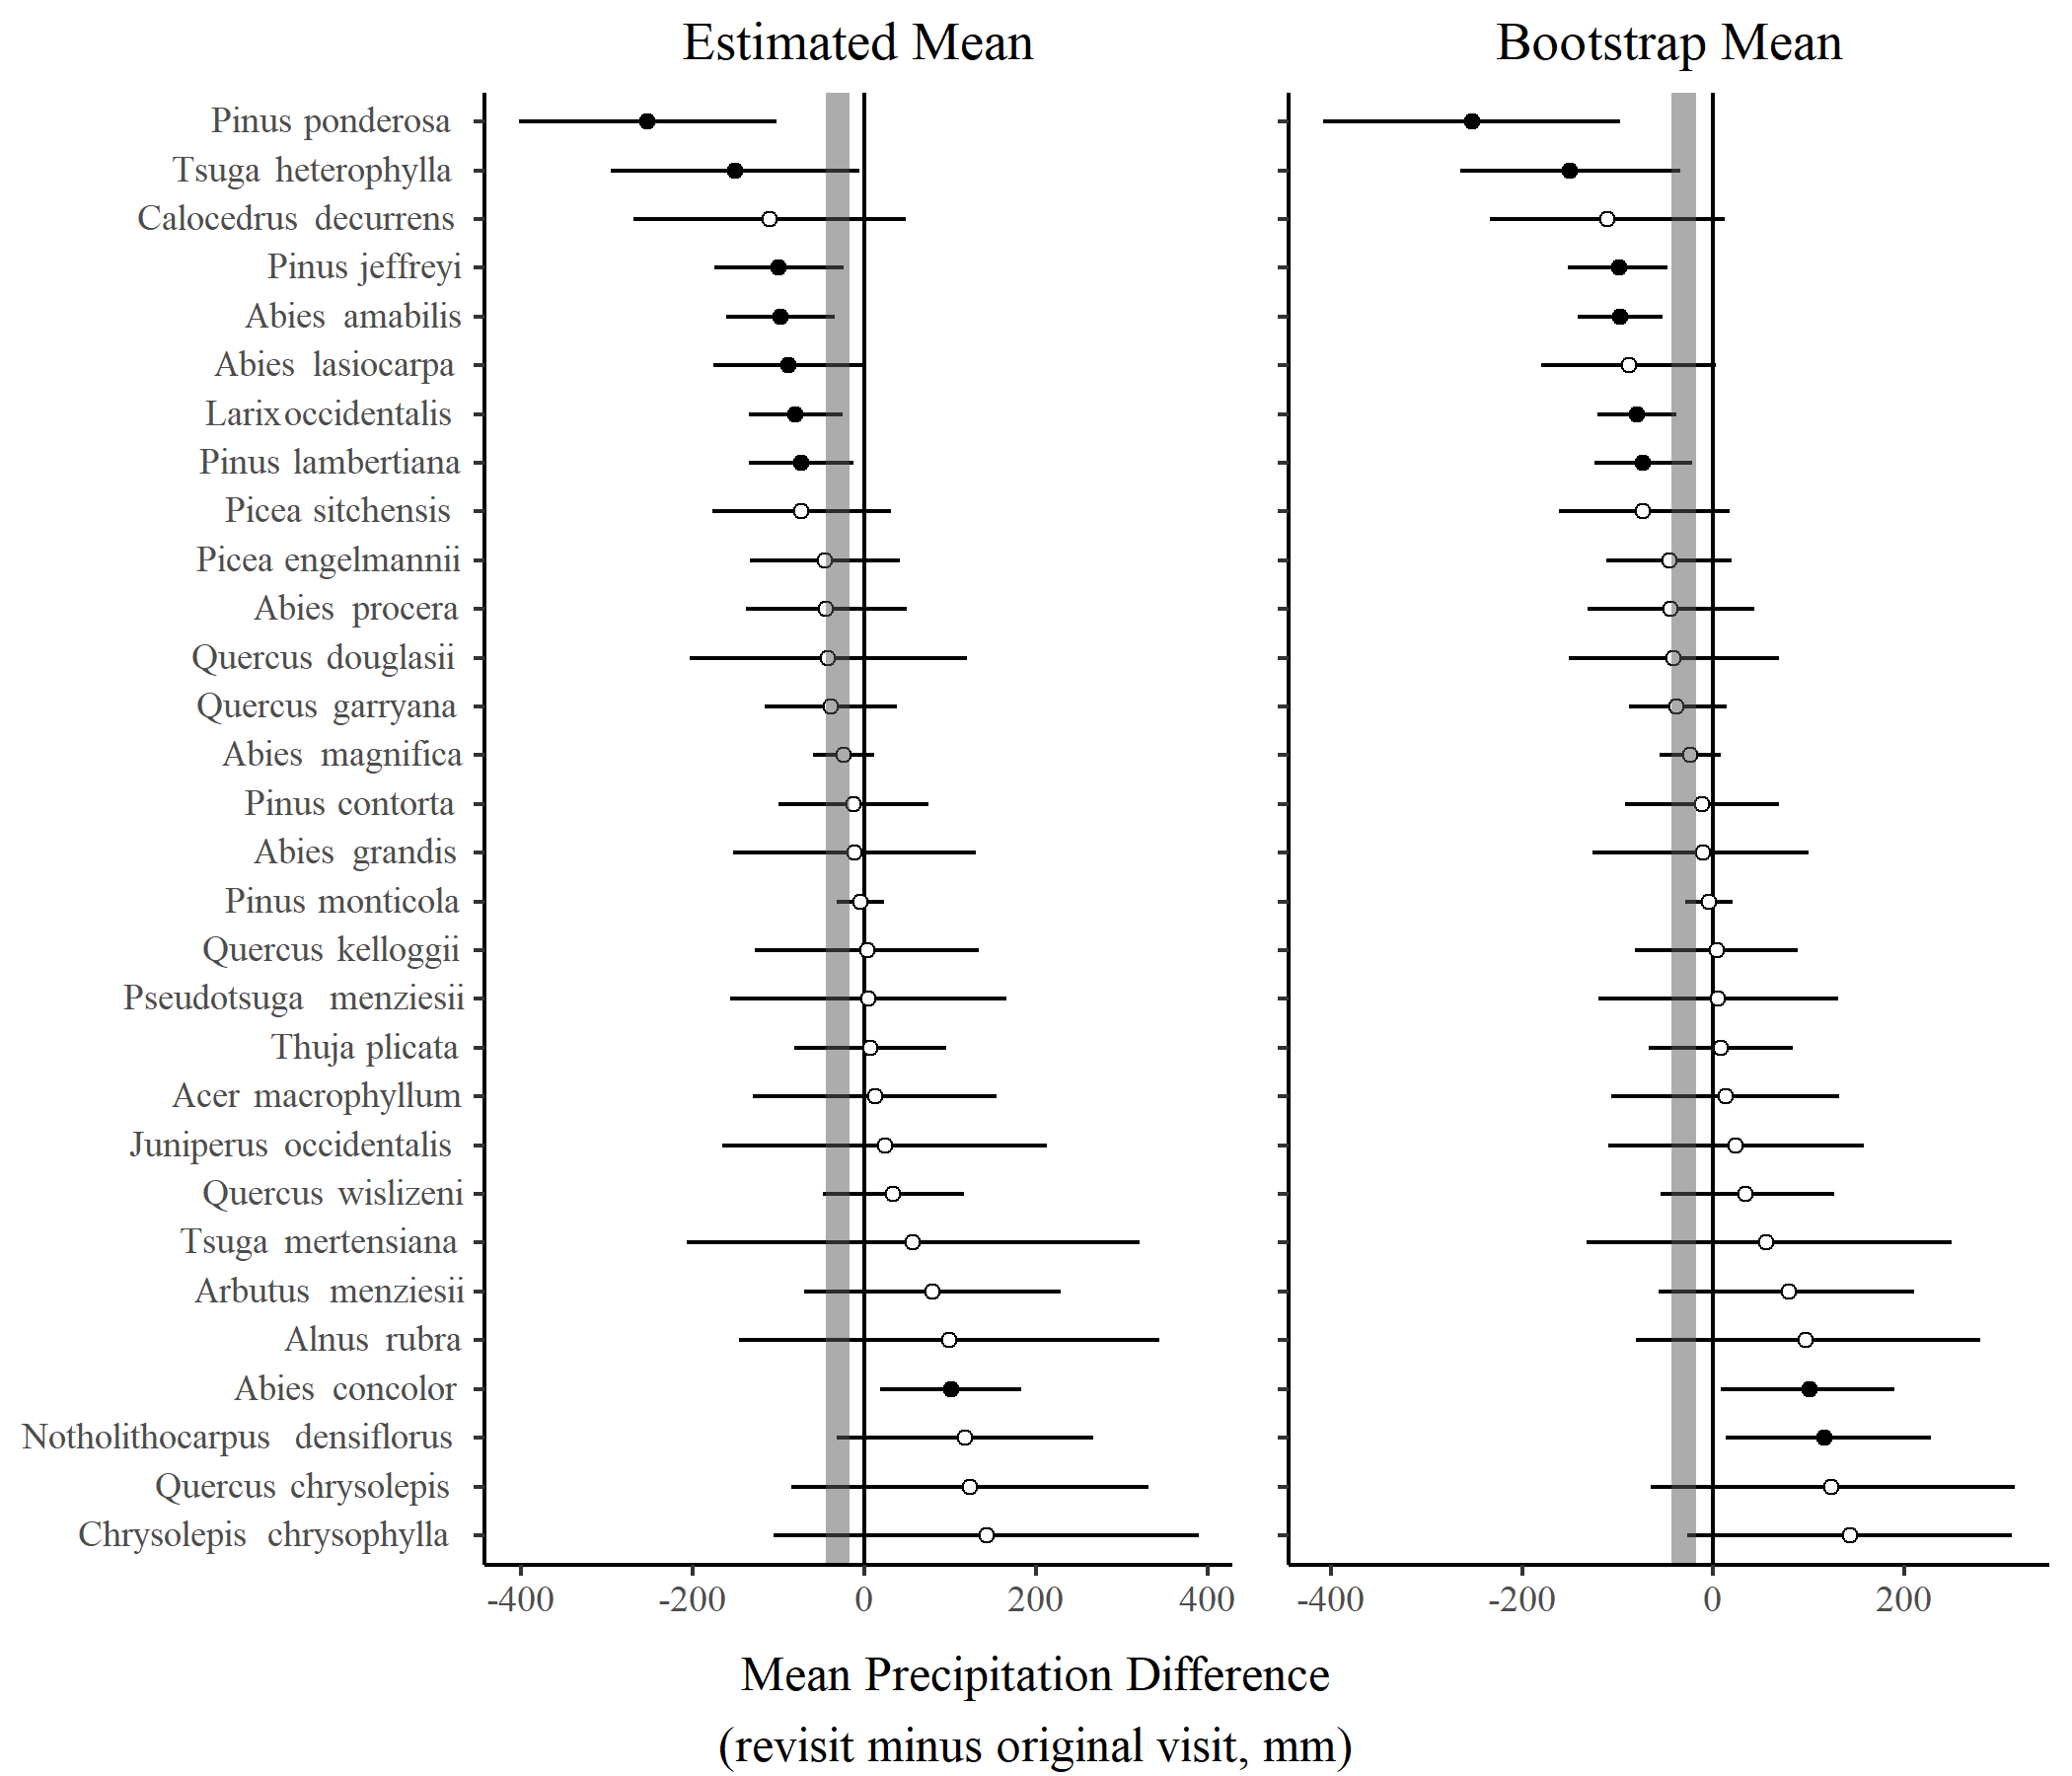 Estimated Mean
Bootstrap Mean
Pinus ponderosa
Tsuga heterophylla
Calocedrus decurrens
Pinus jeffreyi
Abies amabilis
Abies lasiocarpa
Larix occidentalis
Pinus lambertiana
Picea sitchensis
Picea engelmannii
Abies procera
Quercus douglasii
Quercus garryana
Abies magnifica
Pinus contorta
Abies grandis
Pinus monticola
Quercus kelloggii
Pseudotsuga menziesii
Thuja plicata
Acer macrophyllum
Juniperus occidentalis
Quercus wislizeni
Tsuga mertensiana
Arbutus menziesii
Alnus rubra
Abies concolor
Notholithocarpus densiflorus
Quercus chrysolepis
Chrysolepis chrysophylla
-400 -200 0 200 400
-400 -200 0 200
Mean Precipitation Difference
(revisit minus original visit, mm)